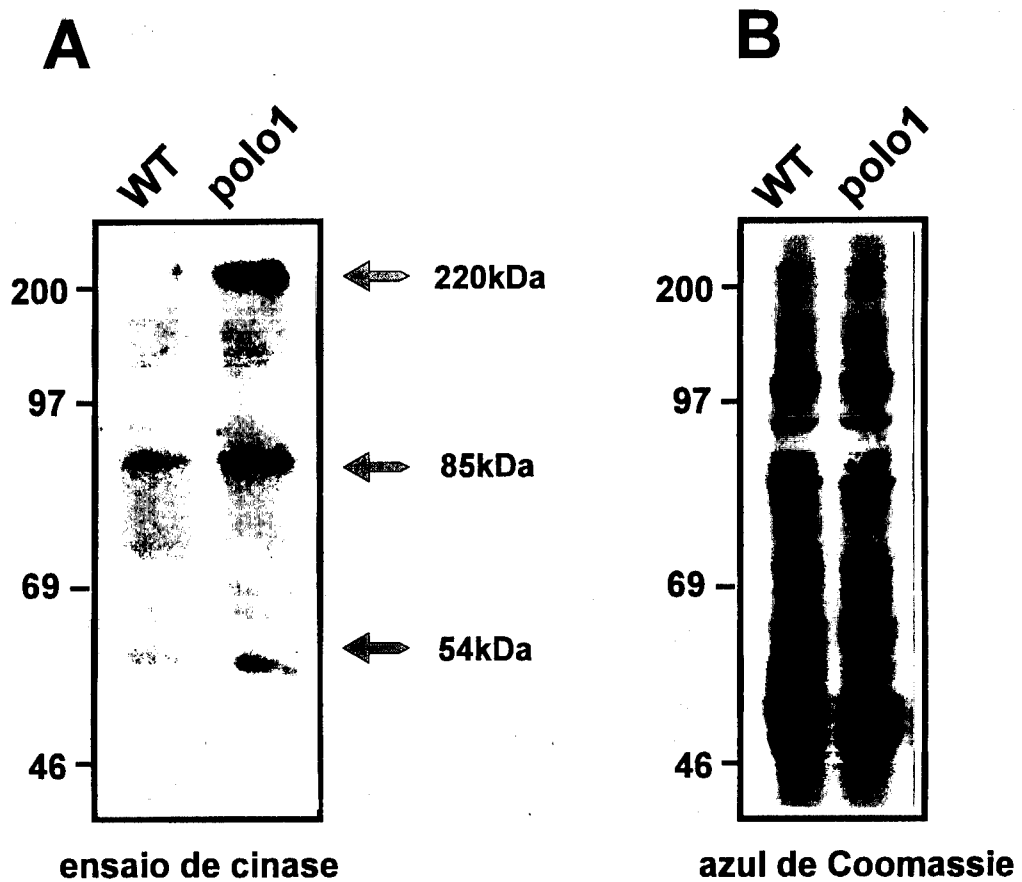 A
WT
polo1
200
97
69
46
220kDa
85kDa
54kDa
ensaio de cinase
B
WT
polo1
200
97
69
46
azul de Coomassie